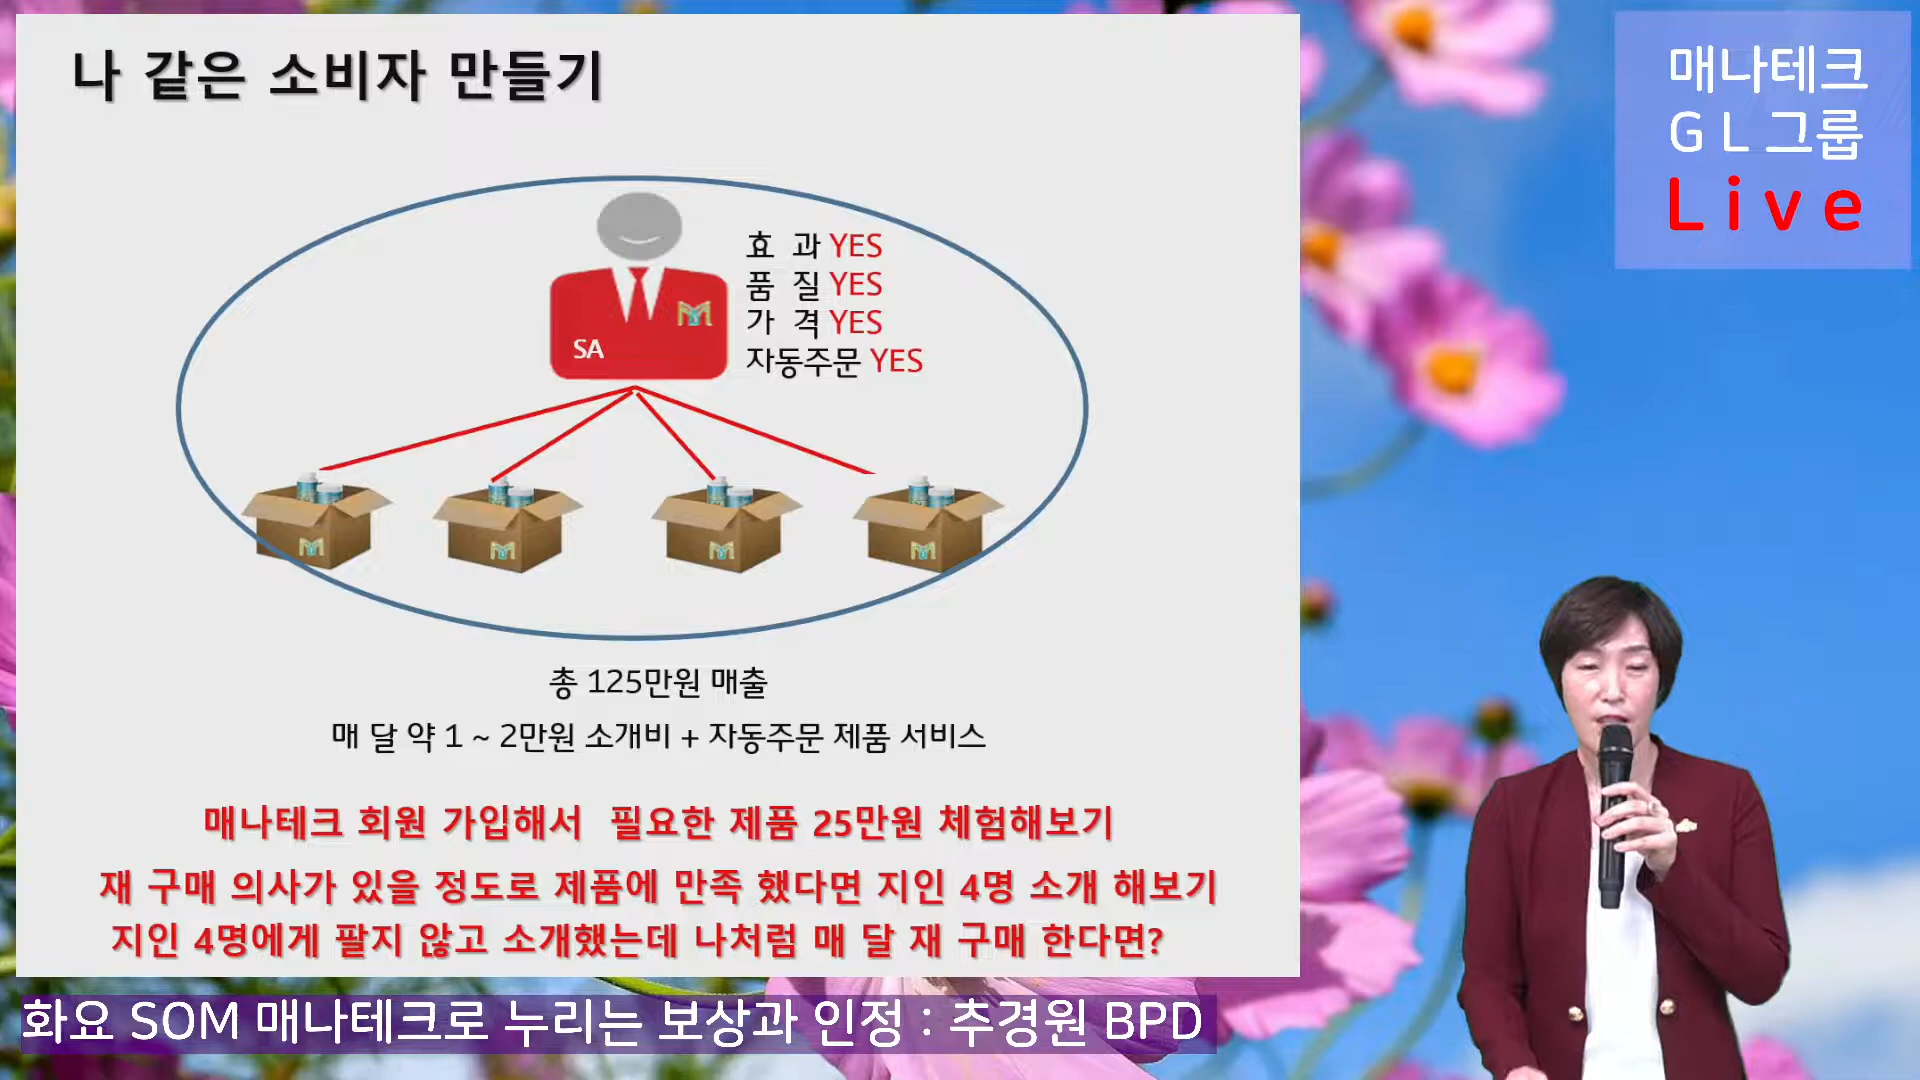 나 같은 소비자 만들기
효 과 YES
품 질 YES
가 격 YES
자동주문 YES
SA
총 125만원 매출
매 달 약 1 ~ 2만원 소개비 + 자동주문 제품 서비스
매나테크 회원 가입해서 필요한 제품 25만원 체험해보기
재 구매 의사가 있을 정도로 제품에 만족 했다면 지인 4명 소개 해보기
지인 4명에게 팔지 않고 소개했는데 나처럼 매 달 재 구매 한다면?
매나테크
G L 그룹
Live
화요 SOM 매나테크로 누리는 보상과 인정 : 추경원 BPD